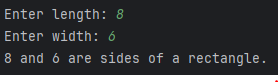 Enter length: 8
Enter width: 6
8 and 6 are sides of a rectangle.